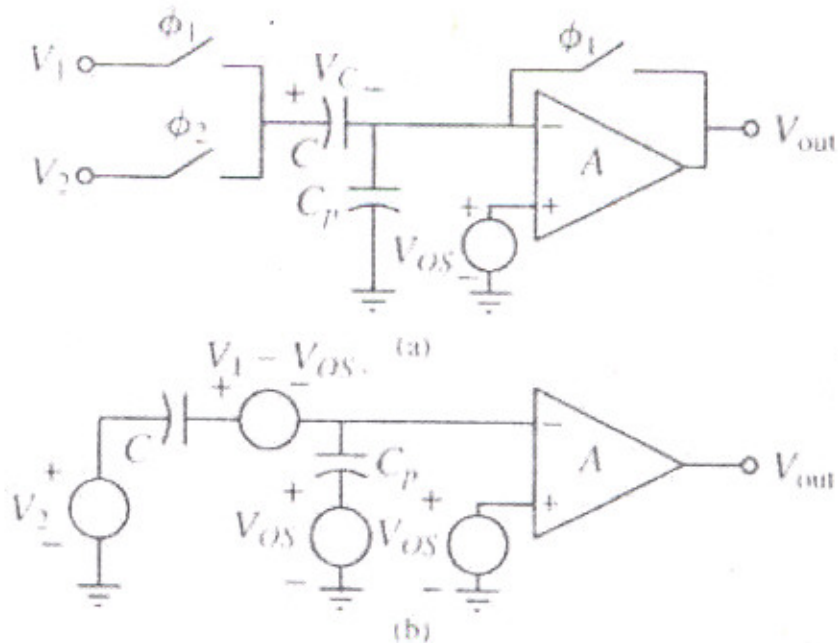 ϕ1
V1
ϕ2
V2
+ VC −
C
Cp
ϕ1
−
A
+
Vout
+
VOS
−
(a)
V1 − VOS
+ −
C
+
V2
−
Cp
+
VOS
−
+
VOS
−
−
A
+
Vout
(b)